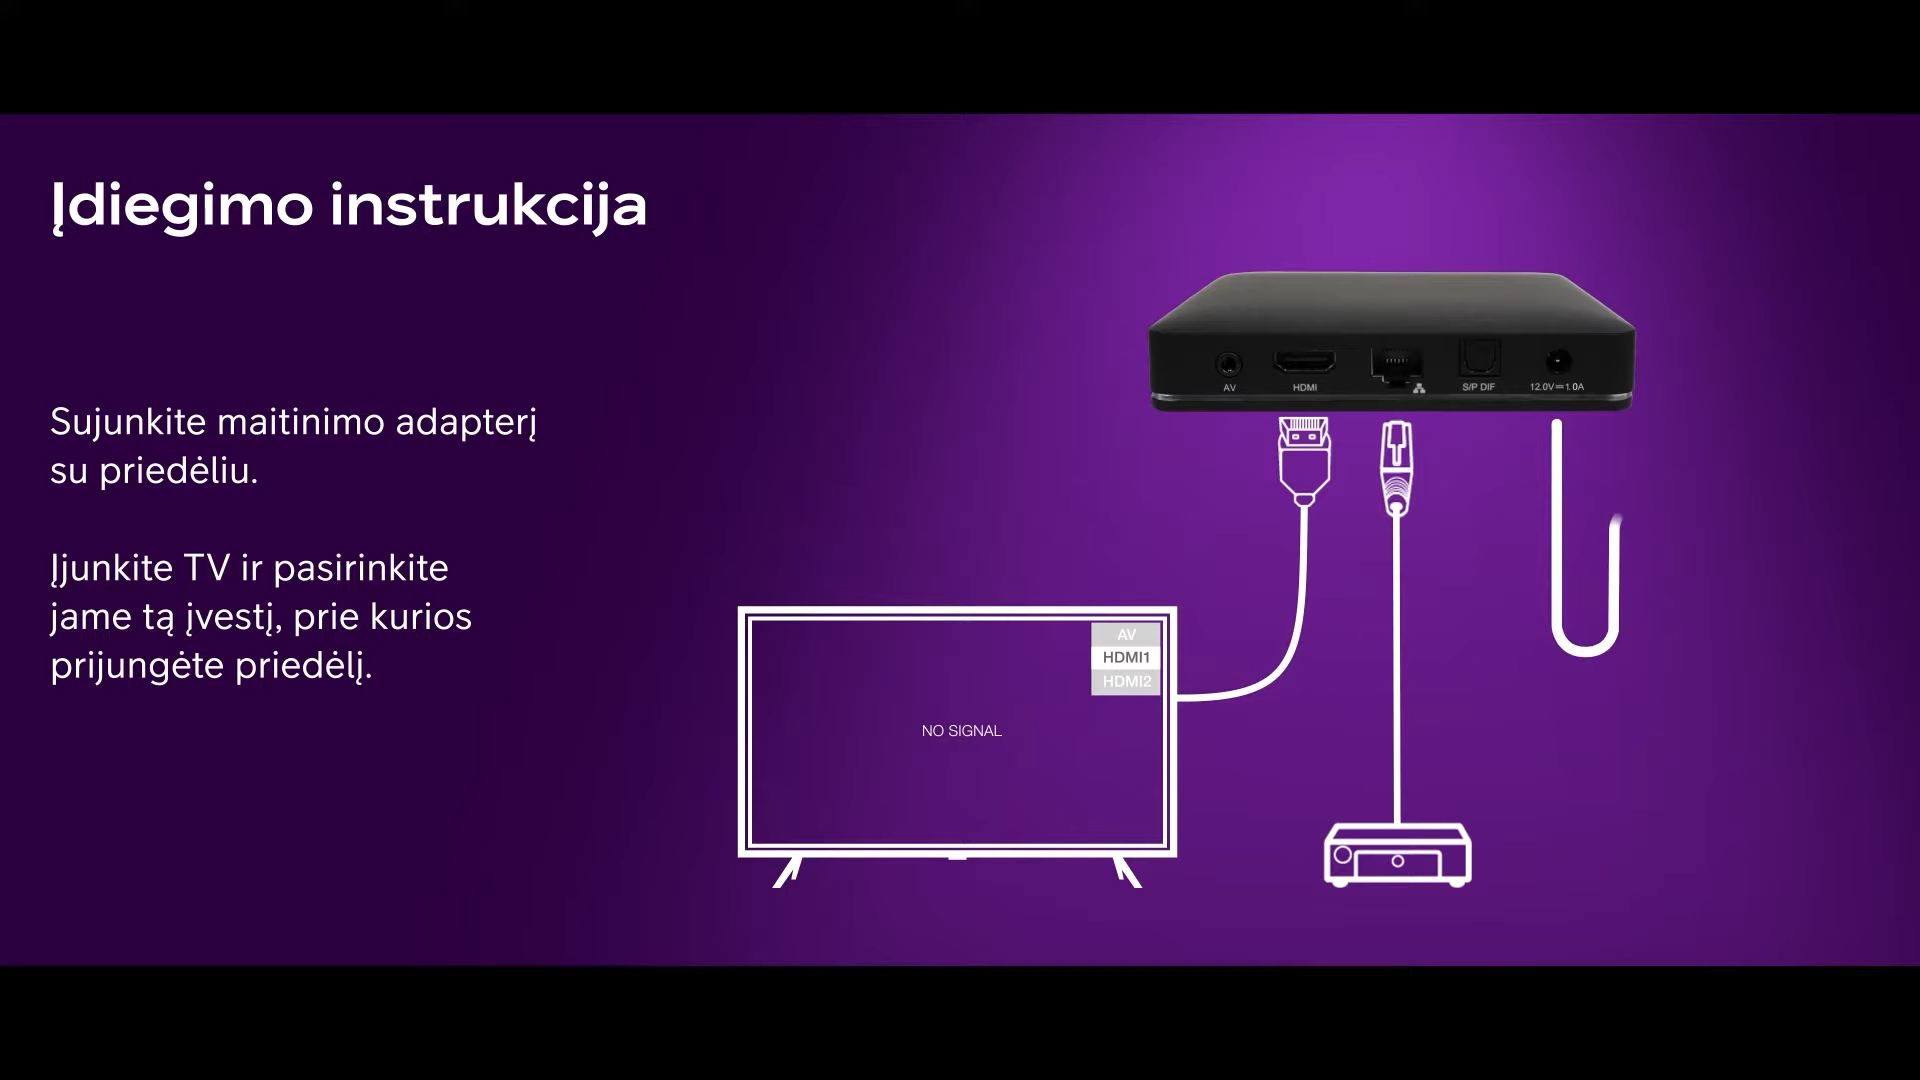 Įdiegimo instrukcija
Sujunkite maitinimo adapterį
su priedėliu.
Įjunkite TV ir pasirinkite
jame tą įvestį, prie kurios
prijungėte priedėlį.
AV
HDMI
S/P DIF
12.0V⎓1.0A
AV
HDMI1
HDMI2
NO SIGNAL